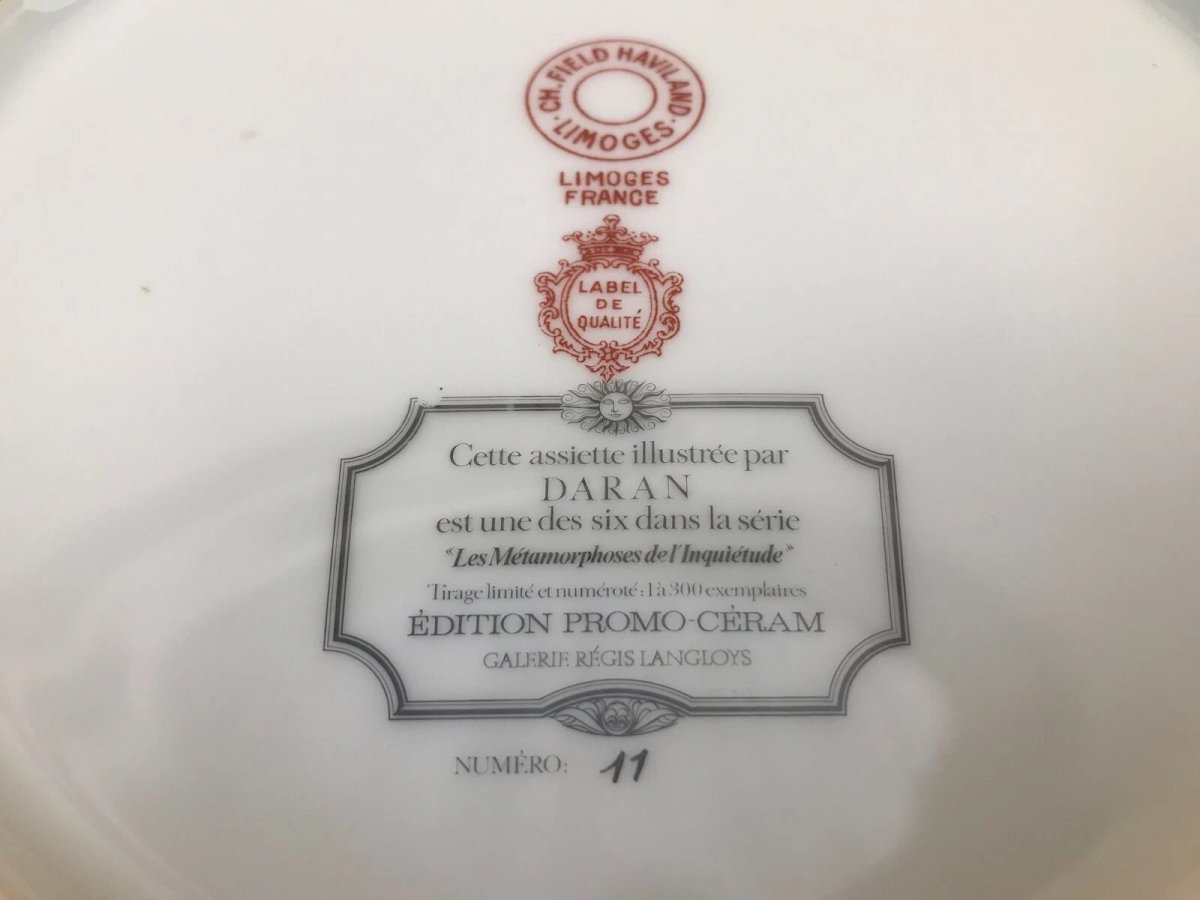 CH. FIELD HAVILAND
· LIMOGES ·
LIMOGES
FRANCE
LABEL
DE
QUALITÉ
Cette assiette illustrée par
DARAN
est une des six dans la série
«Les Métamorphoses de l'Inquiétude»
Tirage limité et numéroté : 1 à 300 exemplaires
ÉDITION PROMO-CÉRAM
GALERIE RÉGIS LANGLOYS
NUMÈRO: 11